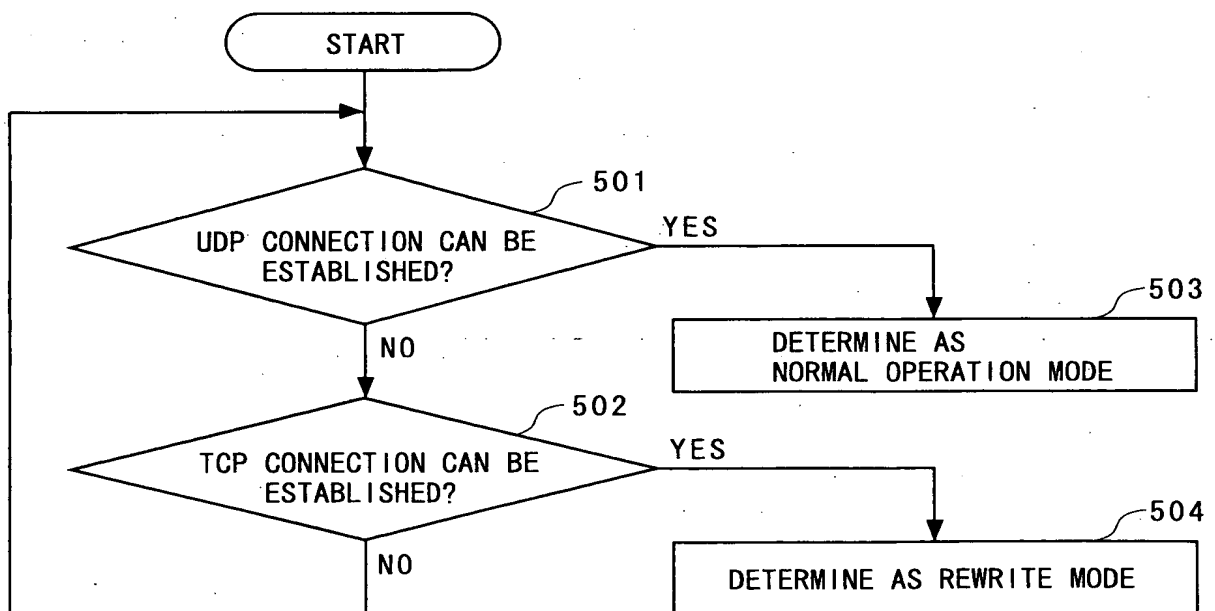 START
501
UDP CONNECTION CAN BE
ESTABLISHED?
YES
503
DETERMINE AS
NORMAL OPERATION MODE
NO
502
TCP CONNECTION CAN BE
ESTABLISHED?
YES
504
DETERMINE AS REWRITE MODE
NO